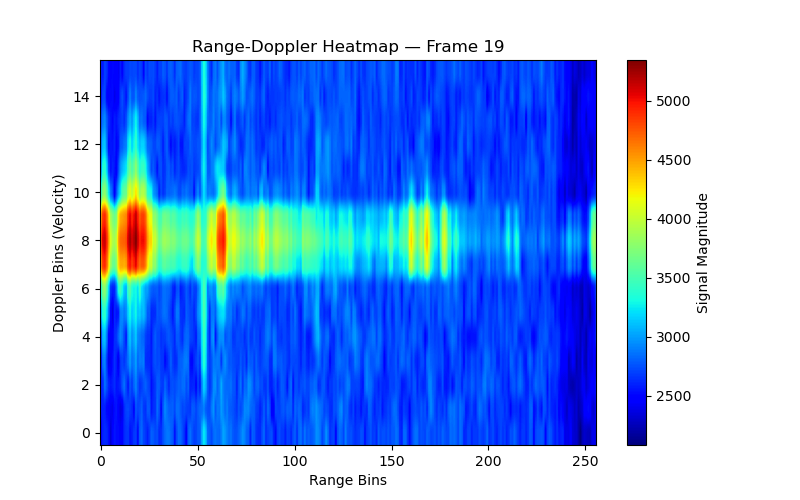 Range-Doppler Heatmap — Frame 19
Doppler Bins (Velocity)
14
12
10
8
6
4
2
0
0 50 100 150 200 250
Range Bins
5000
4500
4000
3500
3000
2500
Signal Magnitude